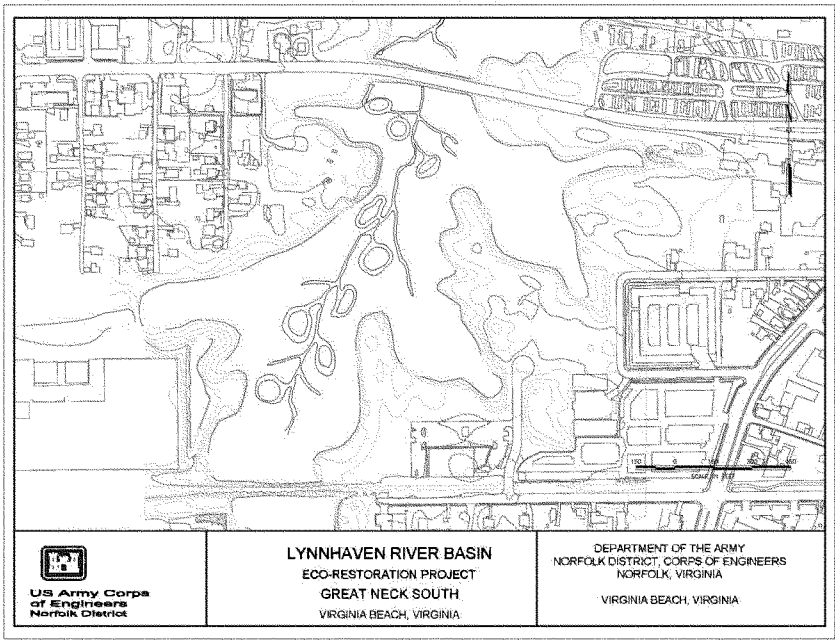 US Army Corps
of Engineers
Norfolk District
LYNNHAVEN RIVER BASIN
ECO-RESTORATION PROJECT
GREAT NECK SOUTH
VIRGINIA BEACH, VIRGINIA
DEPARTMENT OF THE ARMY
NORFOLK DISTRICT, CORPS OF ENGINEERS
NORFOLK, VIRGINIA
VIRGINIA BEACH, VIRGINIA